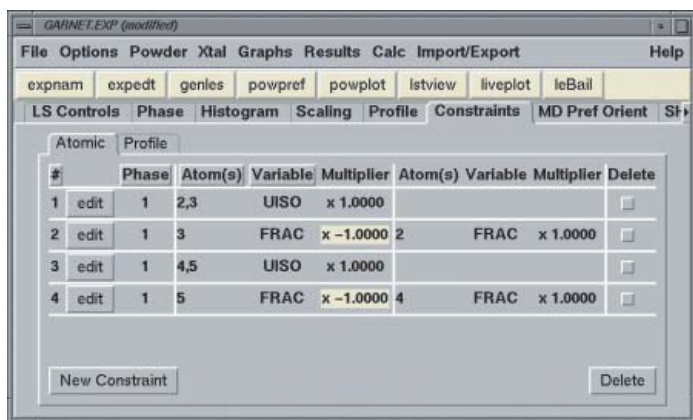 GARNET.EXP (modified)
File Options Powder Xtal Graphs Results Calc Import/Export Help
expnam expedt genles powpref powplot lstview liveplot leBail
LS Controls Phase Histogram Scaling Profile Constraints MD Pref Orient
Atomic Profile
# Phase Atom(s) Variable Multiplier Atom(s) Variable Multiplier Delete
1 edit 1 2,3 UISO x 1.0000
2 edit 1 3 FRAC x -1.0000 2 FRAC x 1.0000
3 edit 1 4,5 UISO x 1.0000
4 edit 1 5 FRAC x -1.0000 4 FRAC x 1.0000
New Constraint Delete